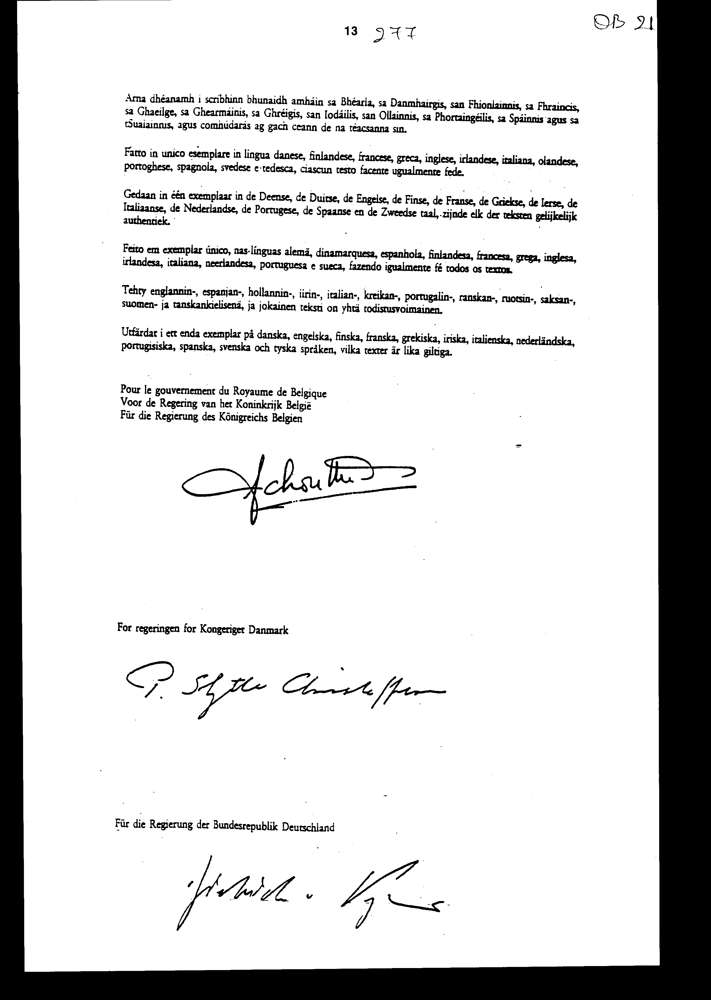 OB 21
13 277
Arna dhéanamh i scríbhinn bhunaidh amháin sa Bhéarla, sa Danmhairgis, san Fhionlainnis, sa Fhraincis,
sa Ghaeilge, sa Ghearmáinis, sa Ghréigis, san Iodáilis, san Ollainnis, sa Phortaingéilis, sa Spáinnis agus sa
tSualainnis, agus comhúdarás ag gach ceann de na téacsanna sin.
Fatto in unico esemplare in lingua danese, finlandese, francese, greca, inglese, irlandese, italiana, olandese,
portoghese, spagnola, svedese e tedesca, ciascun testo facente ugualmente fede.
Gedaan in één exemplaar in de Deense, de Duitse, de Engelse, de Finse, de Franse, de Griekse, de Ierse, de
Italiaanse, de Nederlandse, de Portugese, de Spaanse en de Zweedse taal, zijnde elk der teksten gelijkelijk
authentiek.
Feito em exemplar único, nas línguas alemã, dinamarquesa, espanhola, finlandesa, francesa, grega, inglesa,
irlandesa, italiana, neerlandesa, portuguesa e sueca, fazendo igualmente fé todos os textos.
Tehty englannin-, espanjan-, hollannin-, iirin-, italian-, kreikan-, portugalin-, ranskan-, ruotsin-, saksan-,
suomen- ja tanskankielisenä, ja jokainen teksti on yhtä todistusvoimainen.
Utfärdat i ett enda exemplar på danska, engelska, finska, franska, grekiska, iriska, italienska, nederländska,
portugisiska, spanska, svenska och tyska språken, vilka texter är lika giltiga.
Pour le gouvernement du Royaume de Belgique
Voor de Regering van het Koninkrijk België
Für die Regierung des Königreichs Belgien
For regeringen for Kongeriget Danmark
P.
Für die Regierung der Bundesrepublik Deutschland